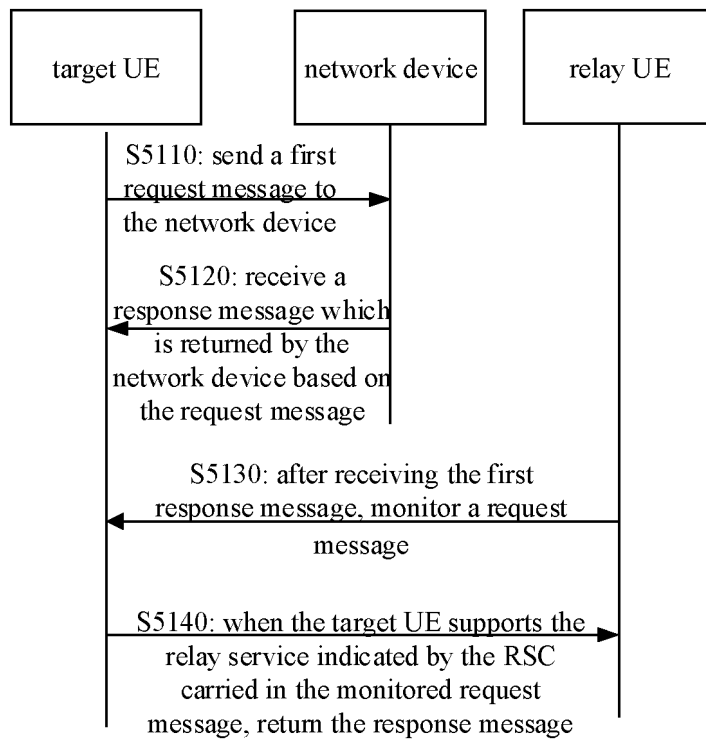 target UE
network device
relay UE
S5110: send a first
request message to
the network device
S5120: receive a
response message which
is returned by the
network device based on
the request message
S5130: after receiving the first
response message, monitor a request
message
S5140: when the target UE supports the
relay service indicated by the RSC
carried in the monitored request
message, return the response message